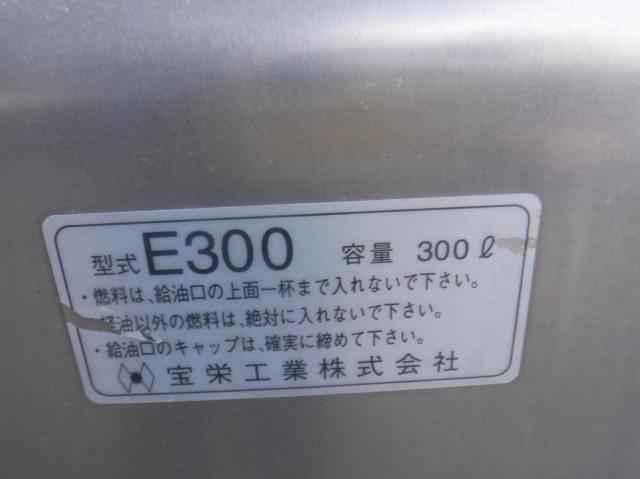 型式 E300 容量 300ℓ
・燃料は、給油口の上面一杯まで入れないで下さい。
軽油以外の燃料は、絶対に入れないで下さい。
・給油口のキャップは、確実に締めて下さい。
宝栄工業株式会社